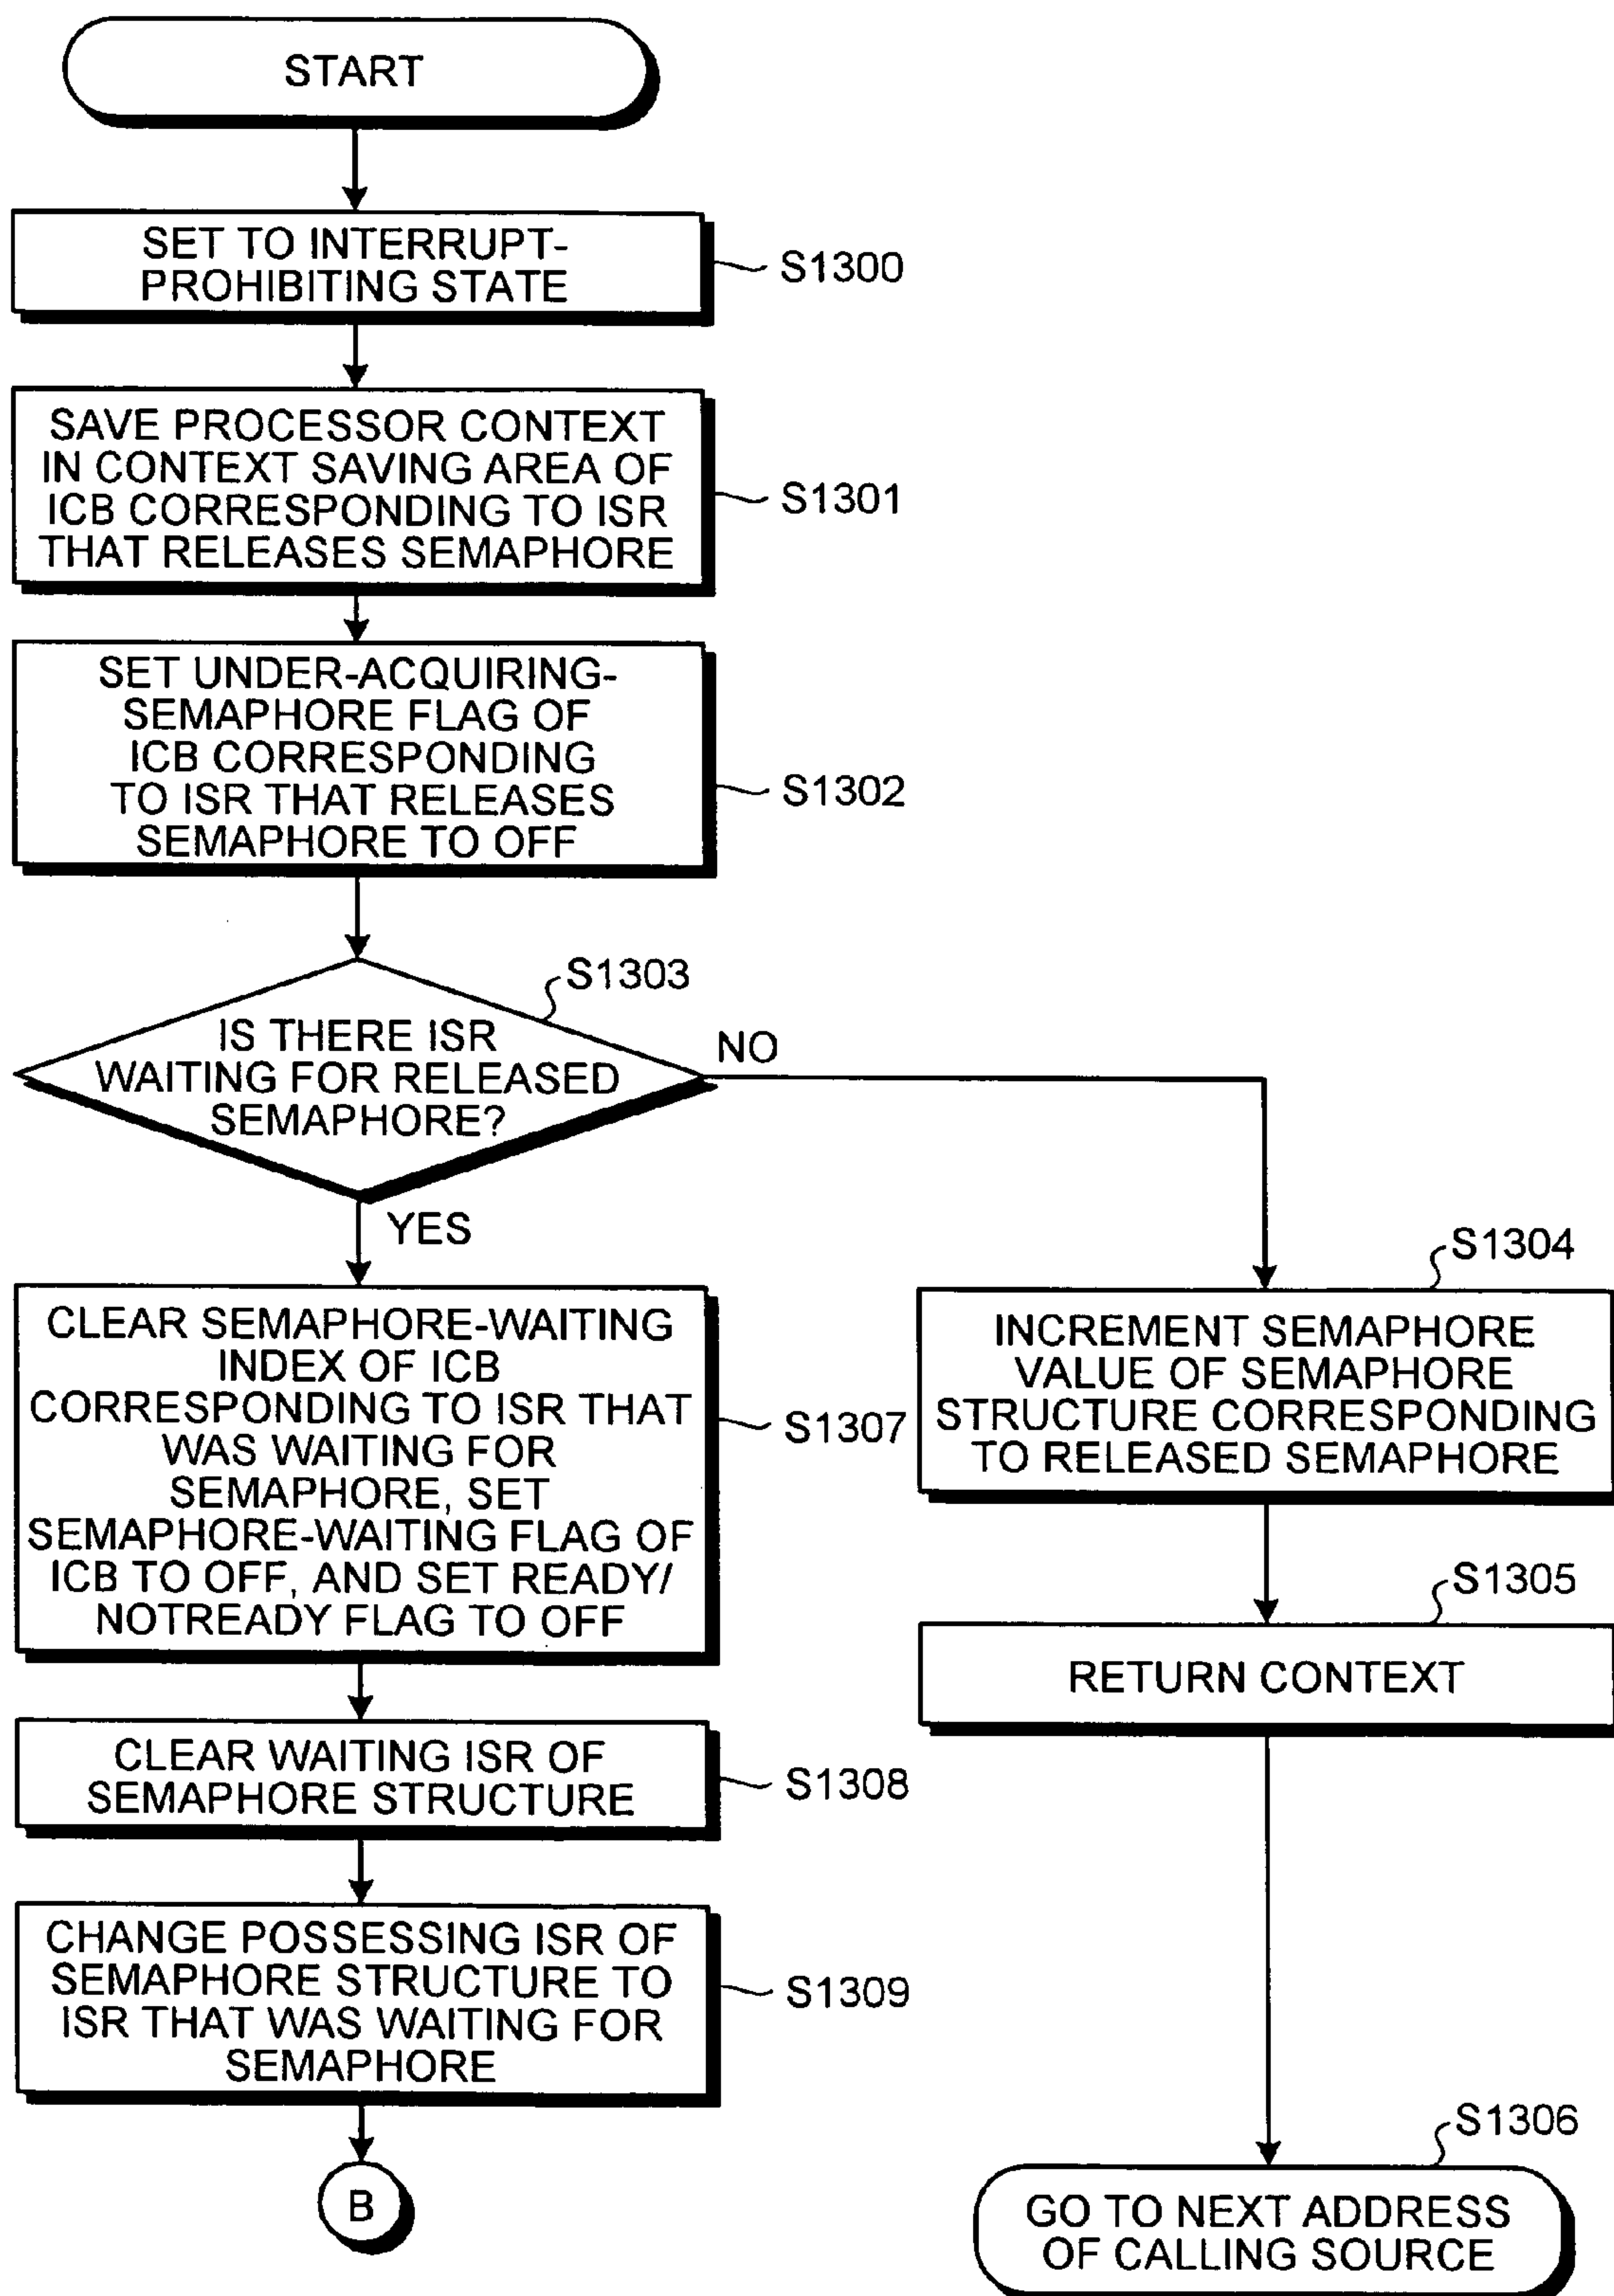 START
SET TO INTERRUPT-
PROHIBITING STATE
S1300
SAVE PROCESSOR CONTEXT
IN CONTEXT SAVING AREA OF
ICB CORRESPONDING TO ISR
THAT RELEASES SEMAPHORE
S1301
SET UNDER-ACQUIRING-
SEMAPHORE FLAG OF
ICB CORRESPONDING
TO ISR THAT RELEASES
SEMAPHORE TO OFF
S1302
S1303
IS THERE ISR
WAITING FOR RELEASED
SEMAPHORE?
NO
YES
S1304
INCREMENT SEMAPHORE
VALUE OF SEMAPHORE
STRUCTURE CORRESPONDING
TO RELEASED SEMAPHORE
S1305
RETURN CONTEXT
S1306
GO TO NEXT ADDRESS
OF CALLING SOURCE
CLEAR SEMAPHORE-WAITING
INDEX OF ICB
CORRESPONDING TO ISR THAT
WAS WAITING FOR
SEMAPHORE, SET
SEMAPHORE-WAITING FLAG OF
ICB TO OFF, AND SET READY/
NOTREADY FLAG TO OFF
S1307
CLEAR WAITING ISR OF
SEMAPHORE STRUCTURE
S1308
CHANGE POSSESSING ISR OF
SEMAPHORE STRUCTURE TO
ISR THAT WAS WAITING FOR
SEMAPHORE
S1309
B